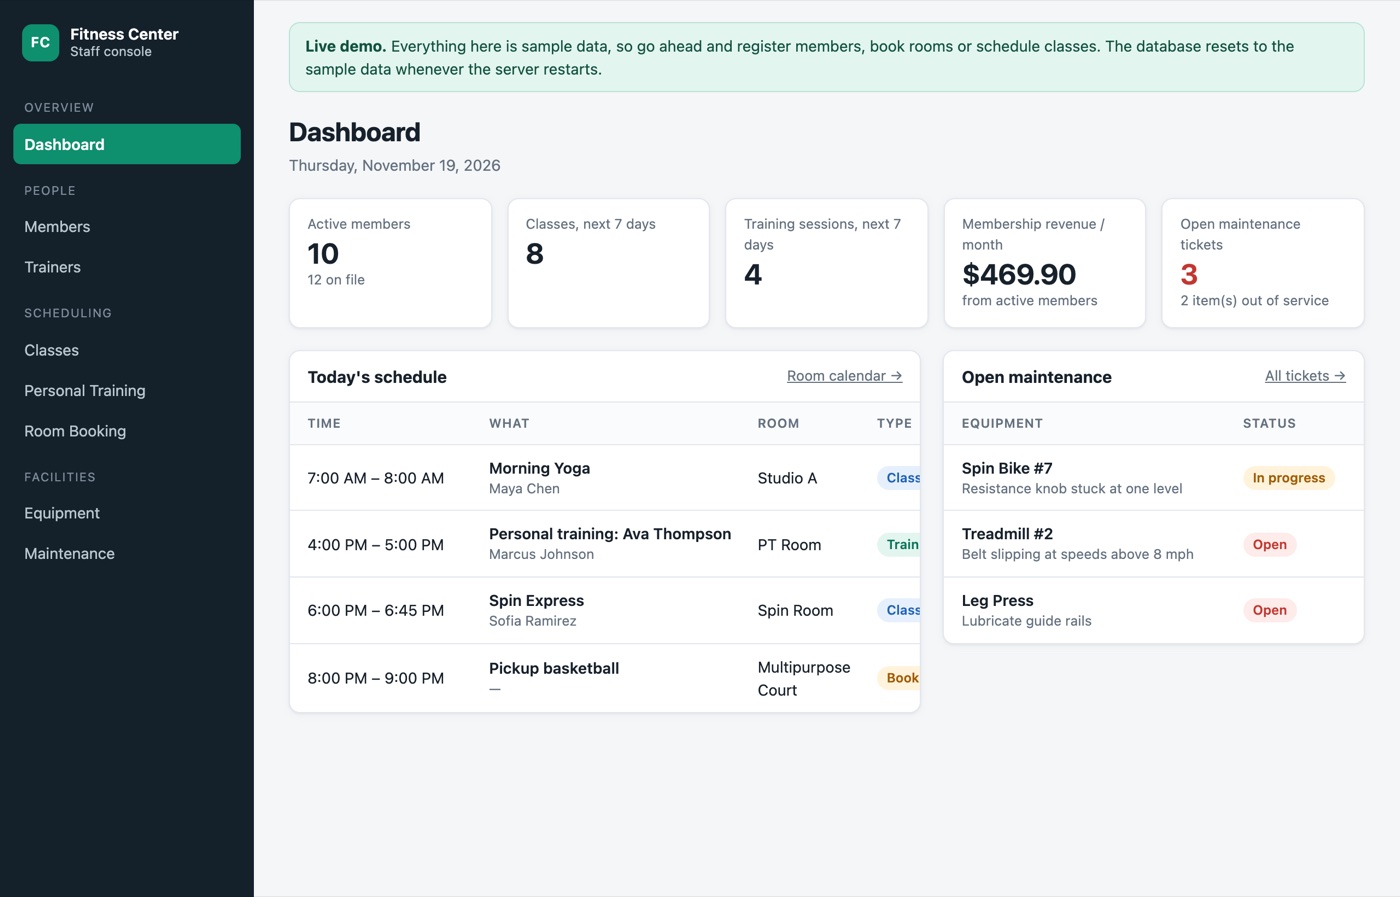 FC
Fitness Center
Staff console
OVERVIEW
Dashboard
PEOPLE
Members
Trainers
SCHEDULING
Classes
Personal Training
Room Booking
FACILITIES
Equipment
Maintenance
Live demo. Everything here is sample data, so go ahead and register members, book rooms or schedule classes. The database resets to the
sample data whenever the server restarts.
Dashboard
Thursday, November 19, 2026
Active members
10
12 on file
Classes, next 7 days
8
Training sessions, next 7
days
4
Membership revenue /
month
$469.90
from active members
Open maintenance
tickets
3
2 item(s) out of service
Today's schedule
Room calendar →
TIME WHAT ROOM TYPE
7:00 AM – 8:00 AM Morning Yoga Studio A Class
Maya Chen
4:00 PM – 5:00 PM Personal training: Ava Thompson PT Room Train
Marcus Johnson
6:00 PM – 6:45 PM Spin Express Spin Room Class
Sofia Ramirez
8:00 PM – 9:00 PM Pickup basketball Multipurpose Court Book
—
Open maintenance
All tickets →
EQUIPMENT STATUS
Spin Bike #7 In progress
Resistance knob stuck at one level
Treadmill #2 Open
Belt slipping at speeds above 8 mph
Leg Press Open
Lubricate guide rails